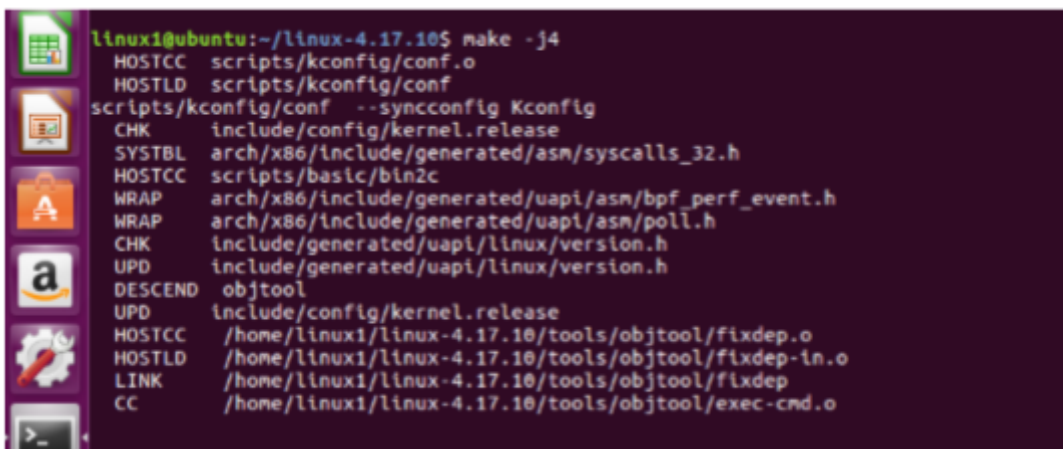 linux1@ubuntu:~/linux-4.17.10$ make -j4
HOSTCC scripts/kconfig/conf.o
HOSTLD scripts/kconfig/conf
scripts/kconfig/conf --syncconfig Kconfig
CHK include/config/kernel.release
SYSTBL arch/x86/include/generated/asm/syscalls_32.h
HOSTCC scripts/basic/bin2c
WRAP arch/x86/include/generated/uapi/asm/bpf_perf_event.h
WRAP arch/x86/include/generated/uapi/asm/poll.h
CHK include/generated/uapi/linux/version.h
UPD include/generated/uapi/linux/version.h
DESCEND objtool
UPD include/config/kernel.release
HOSTCC /home/linux1/linux-4.17.10/tools/objtool/fixdep.o
HOSTLD /home/linux1/linux-4.17.10/tools/objtool/fixdep-in.o
LINK /home/linux1/linux-4.17.10/tools/objtool/fixdep
CC /home/linux1/linux-4.17.10/tools/objtool/exec-cmd.o